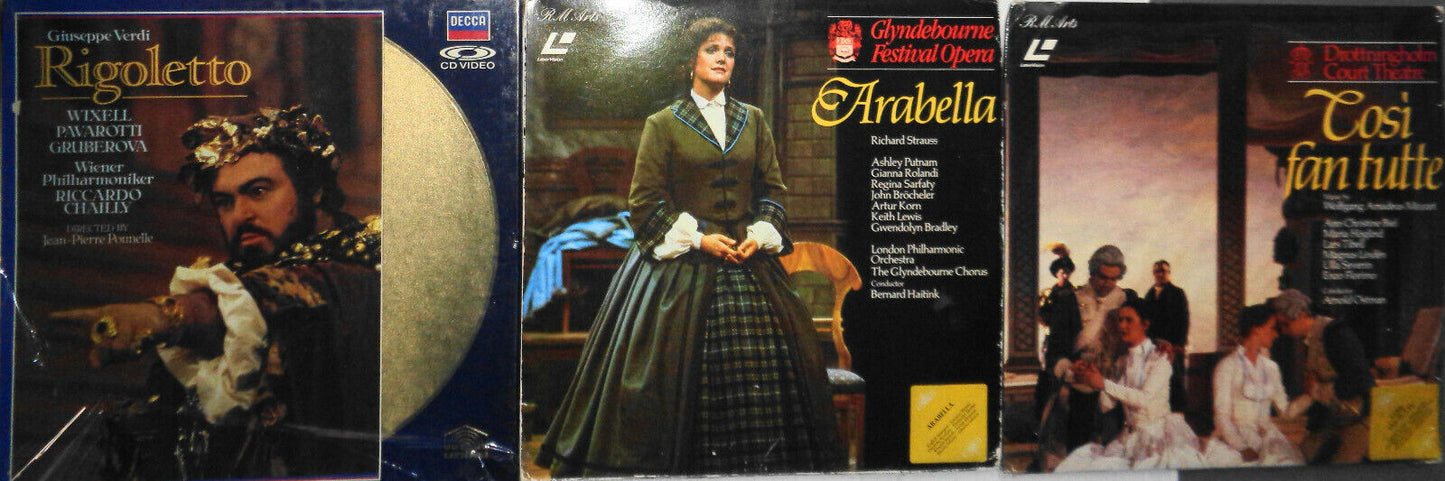 Giuseppe Verdi
Rigoletto
WIXELL
PAVAROTTI
GRUBEROVA
Wiener
Philharmoniker
RICCARDO
CHAILLY
DIRECTED BY
Jean-Pierre Ponnelle
DECCA
CD VIDEO
RM Arts
LaserVision
Glyndebourne
Festival Opera
Arabella
Richard Strauss
Ashley Putnam
Gianna Rolandi
Regina Sarfaty
John Bröcheler
Artur Korn
Keith Lewis
Gwendolyn Bradley
London Philharmonic
Orchestra
The Glyndebourne Chorus
Conductor
Bernard Haitink
ARABELLA
RM Arts
LaserVision
Drottningholm
Court Theatre
Così
fan tutte
Wolfgang Amadeus Mozart
Conductor
Arnold Östman